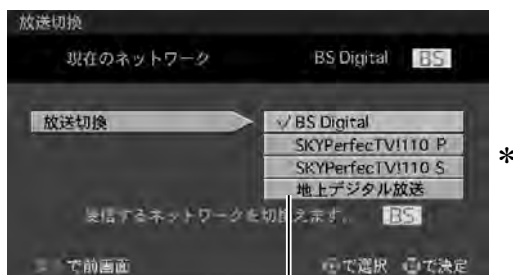 放送切換
現在のネットワーク BS Digital BS
放送切換 ✓BS Digital
SKYPerfecTV!110 P
SKYPerfecTV!110 S
地上デジタル放送
*
受信するネットワークを切換えます。 BS
で前画面 で選択 で決定